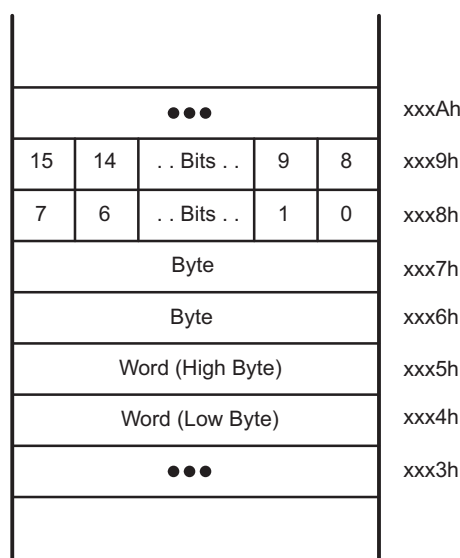 ●●● xxxAh
15 14 . . Bits . . 9 8 xxx9h
7 6 . . Bits . . 1 0 xxx8h
Byte xxx7h
Byte xxx6h
Word (High Byte) xxx5h
Word (Low Byte) xxx4h
●●● xxx3h